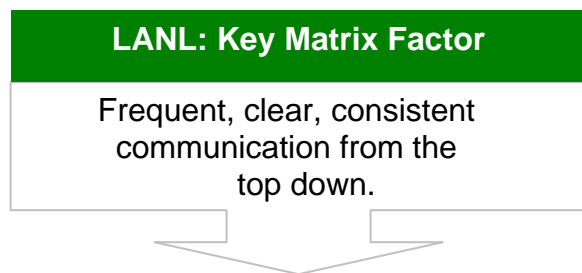 LANL: Key Matrix Factor
Frequent, clear, consistent
communication from the
top down.